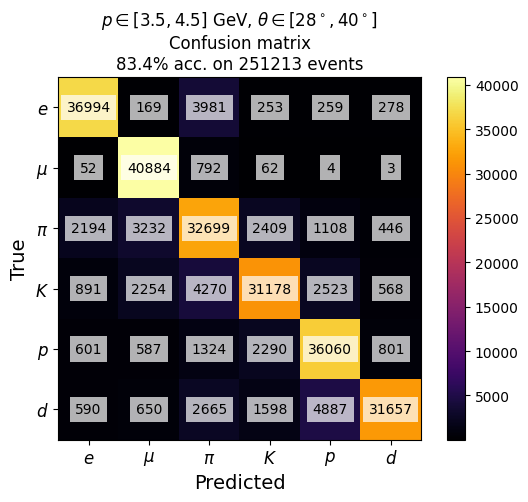 p ∈ [3.5, 4.5] GeV, θ ∈ [28°, 40°]
Confusion matrix
83.4% acc. on 251213 events
True
e 36994 169 3981 253 259 278
μ 52 40884 792 62 4 3
π 2194 3232 32699 2409 1108 446
K 891 2254 4270 31178 2523 568
p 601 587 1324 2290 36060 801
d 590 650 2665 1598 4887 31657
e μ π K p d
Predicted
40000
35000
30000
25000
20000
15000
10000
5000